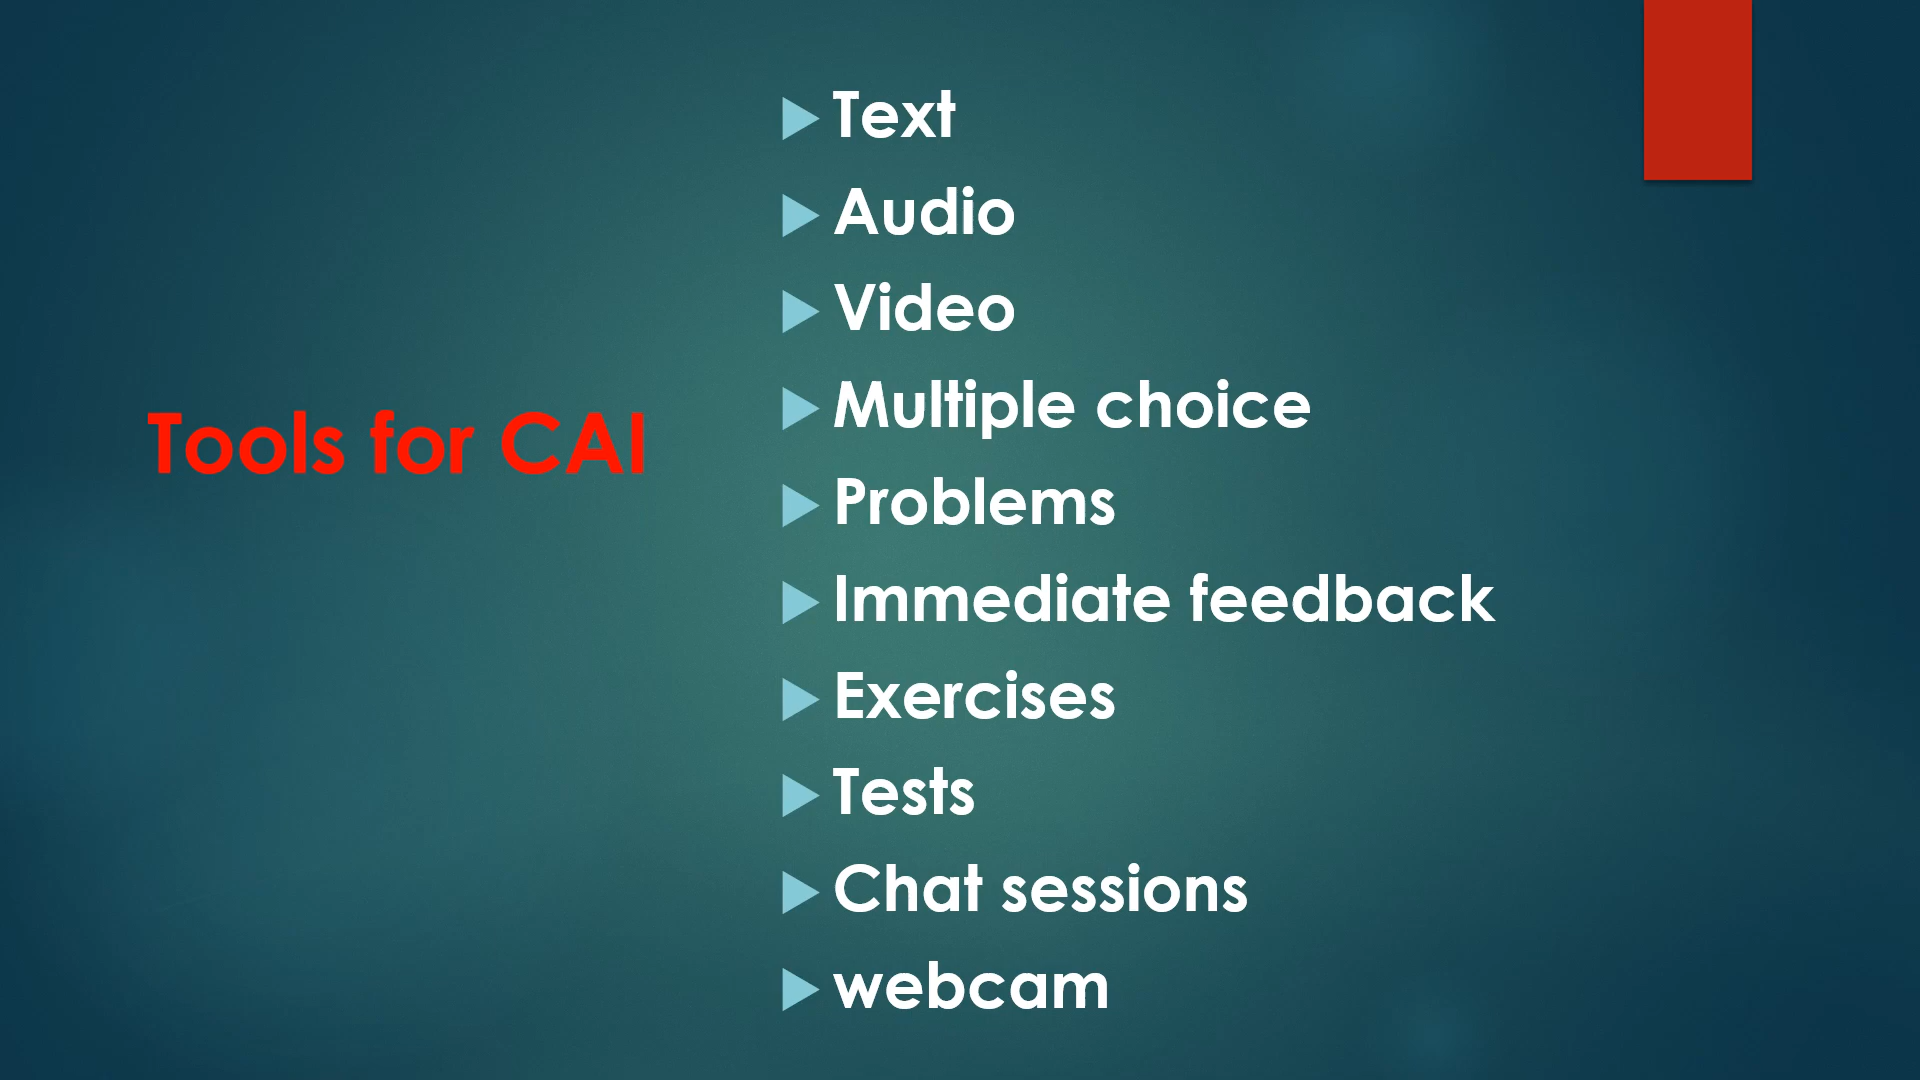 Tools for CAI
Text
Audio
Video
Multiple choice
Problems
Immediate feedback
Exercises
Tests
Chat sessions
webcam